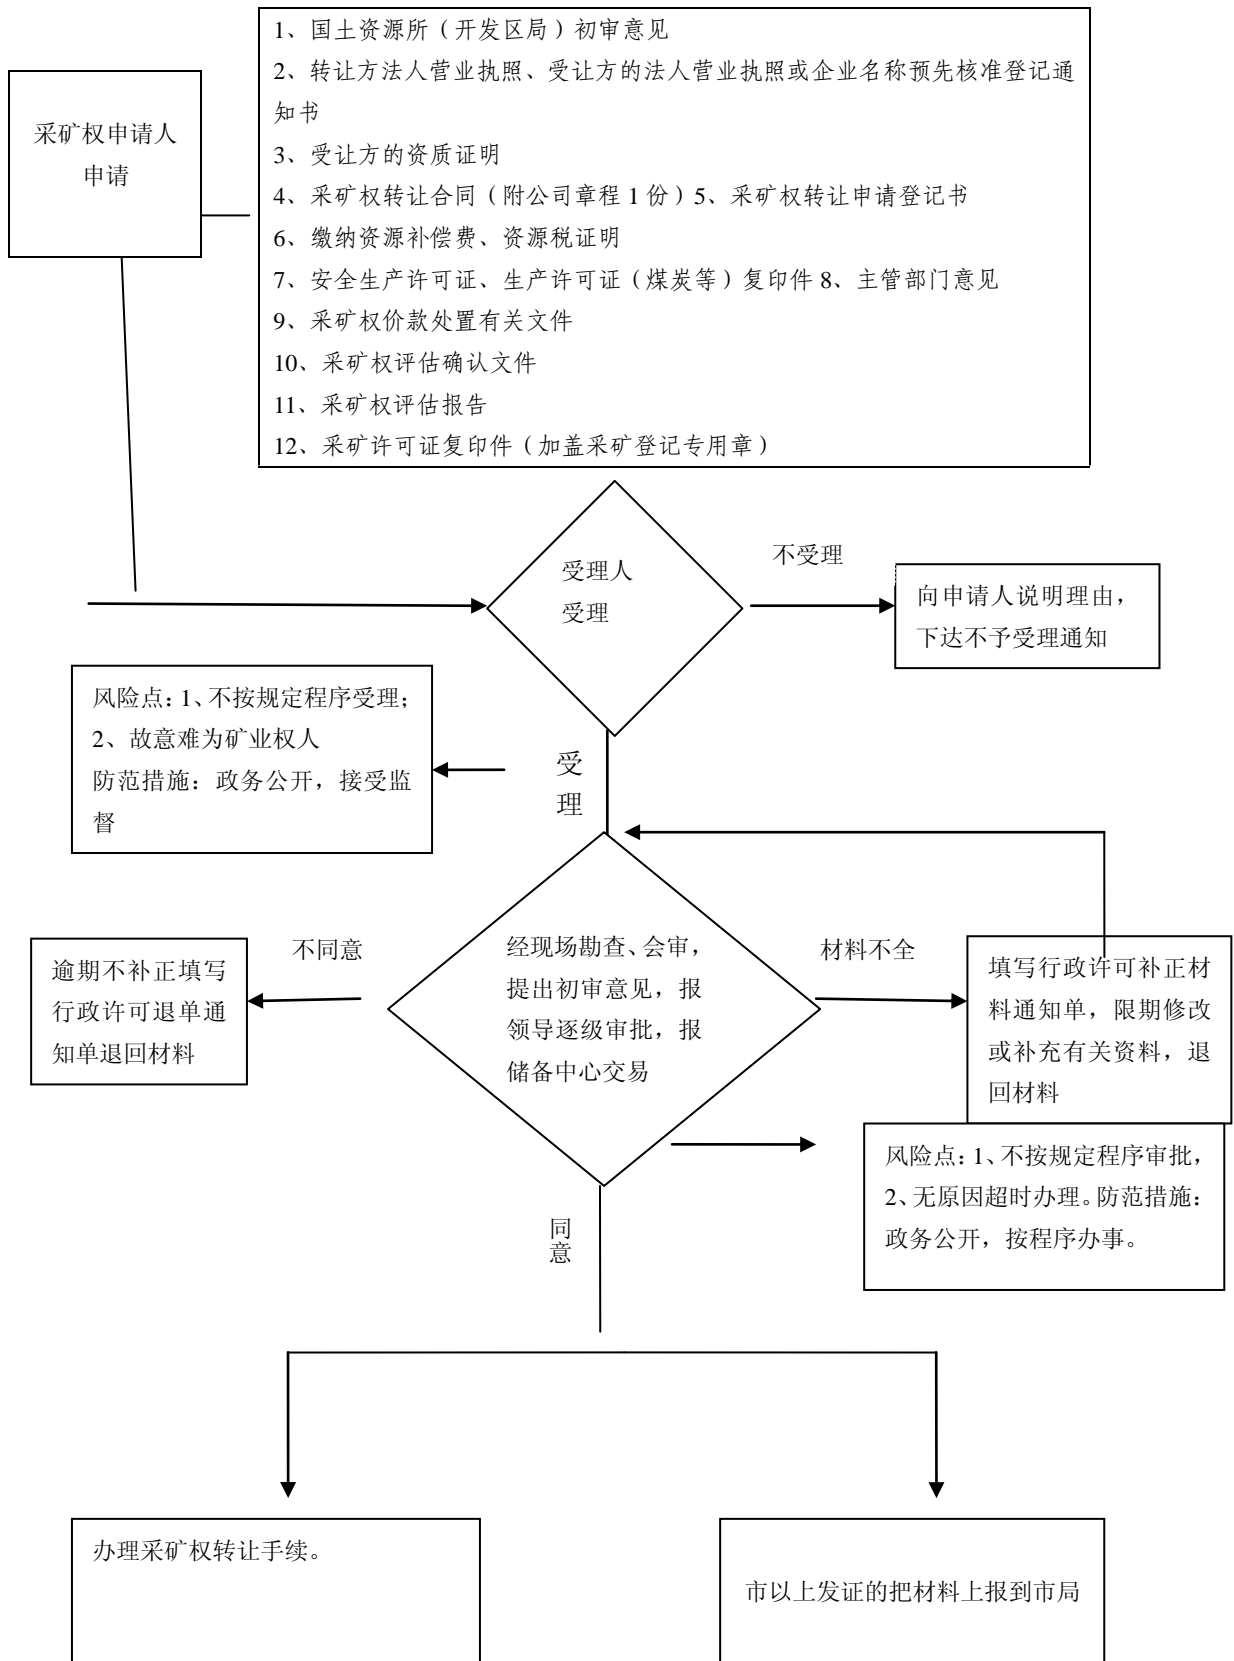 1、国土资源所（开发区局）初审意见
2、转让方法人营业执照、受让方的法人营业执照或企业名称预先核准登记通
知书
3、受让方的资质证明
4、采矿权转让合同（附公司章程1份）5、采矿权转让申请登记书
6、缴纳资源补偿费、资源税证明
7、安全生产许可证、生产许可证（煤炭等）复印件8、主管部门意见
9、采矿权价款处置有关文件
10、采矿权评估确认文件
11、采矿权评估报告
12、采矿许可证复印件（加盖采矿登记专用章）
采矿权申请人
申请
受理人
受理
不受理
向申请人说明理由，
下达不予受理通知
风险点：1、不按规定程序受理；
2、故意难为矿业权人
防范措施：政务公开，接受监
督
受
理
经现场勘查、会审，
提出初审意见，报
领导逐级审批，报
储备中心交易
不同意
逾期不补正填写
行政许可退单通
知单退回材料
材料不全
填写行政许可补正材
料通知单，限期修改
或补充有关资料，退
回材料
风险点：1、不按规定程序审批，
2、无原因超时办理。防范措施：
政务公开，按程序办事。
同
意
办理采矿权转让手续。
市以上发证的把材料上报到市局